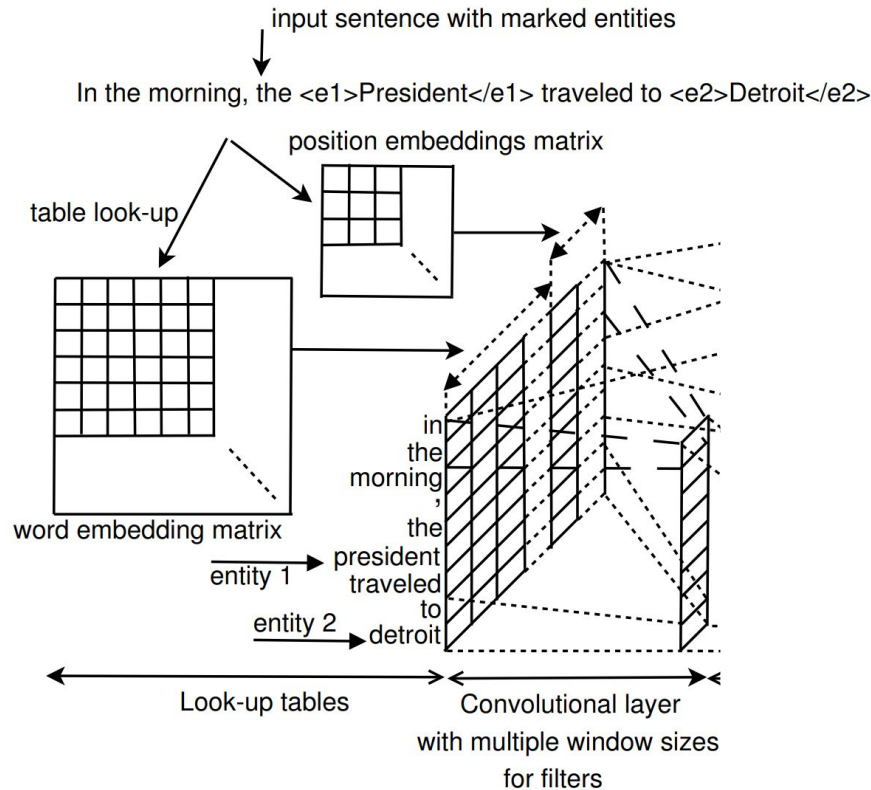 input sentence with marked entities
In the morning, the <e1>President</e1> traveled to <e2>Detroit</e2>
position embeddings matrix
table look-up
in
the
morning
,
the
word embedding matrix
president
entity 1
traveled
to
entity 2
detroit
Look-up tables
Convolutional layer
with multiple window sizes
for filters